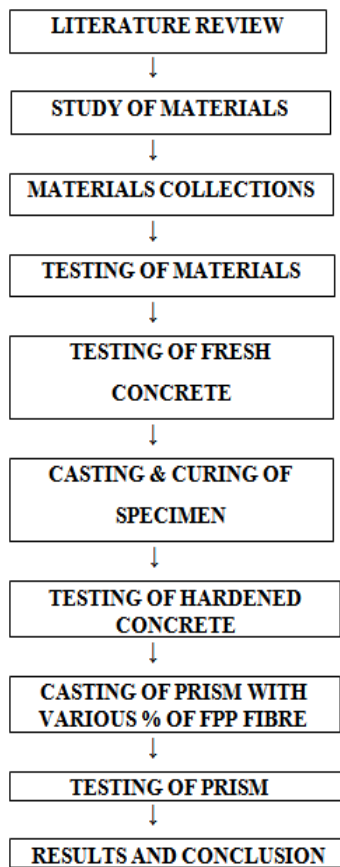 LITERATURE REVIEW
↓
STUDY OF MATERIALS
↓
MATERIALS COLLECTIONS
↓
TESTING OF MATERIALS
↓
TESTING OF FRESH
CONCRETE
↓
CASTING & CURING OF
SPECIMEN
↓
TESTING OF HARDENED
CONCRETE
↓
CASTING OF PRISM WITH
VARIOUS % OF FPP FIBRE
↓
TESTING OF PRISM
↓
RESULTS AND CONCLUSION